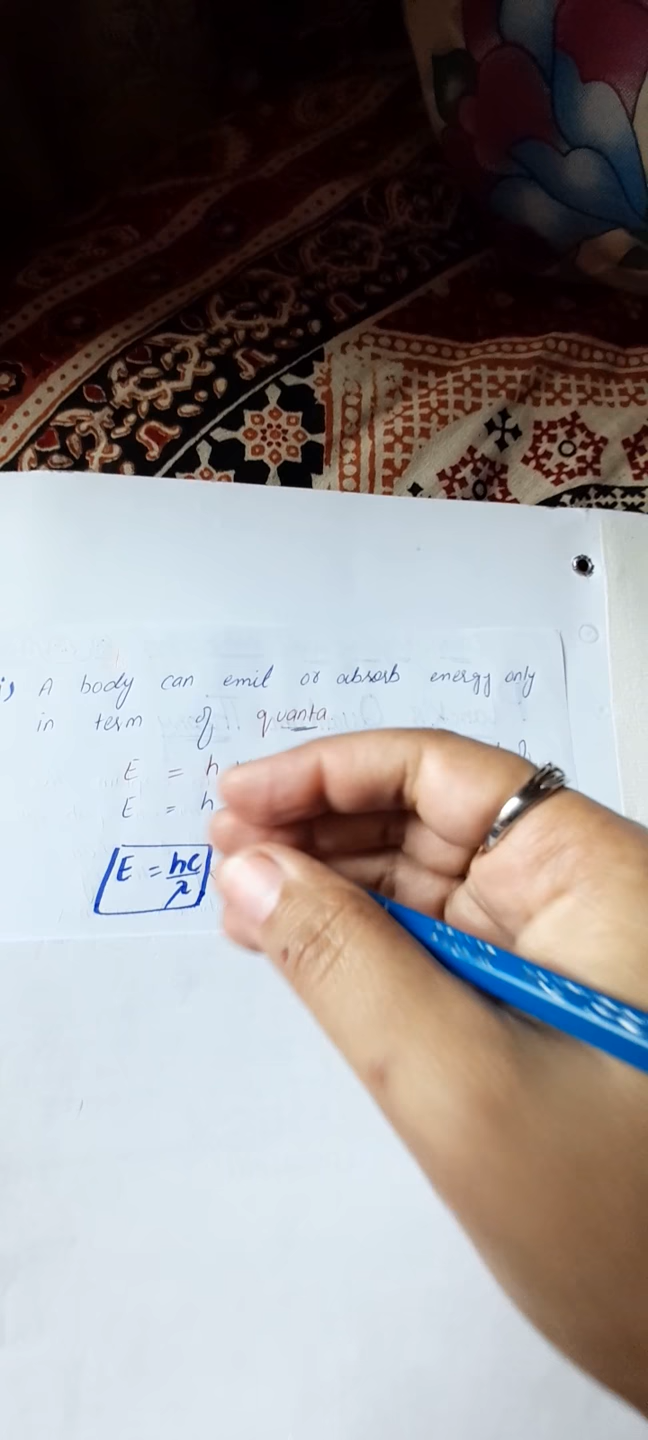 A body can emit or absorb energy only
in term of quanta.
E = h
E = h
E = hc/λ